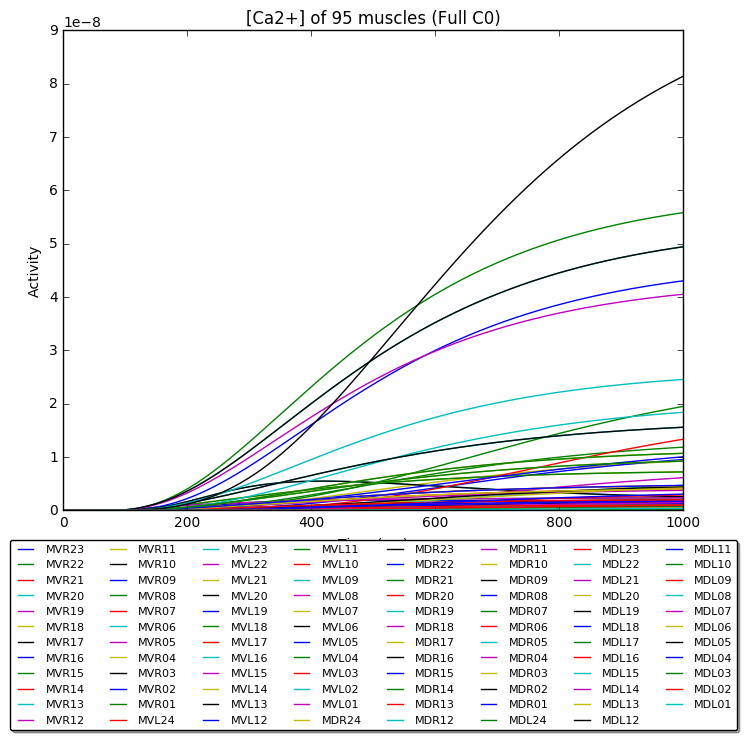 [Ca2+] of 95 muscles (Full C0)
1e−8
9
8
7
6
5
4
3
2
1
0
Activity
0 200 400 600 800 1000
MVR23 MVR11 MVL23 MVL11 MDR23 MDR11 MDL23 MDL11
MVR22 MVR10 MVL22 MVL10 MDR22 MDR10 MDL22 MDL10
MVR21 MVR09 MVL21 MVL09 MDR21 MDR09 MDL21 MDL09
MVR20 MVR08 MVL20 MVL08 MDR20 MDR08 MDL20 MDL08
MVR19 MVR07 MVL19 MVL07 MDR19 MDR07 MDL19 MDL07
MVR18 MVR06 MVL18 MVL06 MDR18 MDR06 MDL18 MDL06
MVR17 MVR05 MVL17 MVL05 MDR17 MDR05 MDL17 MDL05
MVR16 MVR04 MVL16 MVL04 MDR16 MDR04 MDL16 MDL04
MVR15 MVR03 MVL15 MVL03 MDR15 MDR03 MDL15 MDL03
MVR14 MVR02 MVL14 MVL02 MDR14 MDR02 MDL14 MDL02
MVR13 MVR01 MVL13 MVL01 MDR13 MDR01 MDL13 MDL01
MVR12 MVL24 MVL12 MDR24 MDR12 MDL24 MDL12